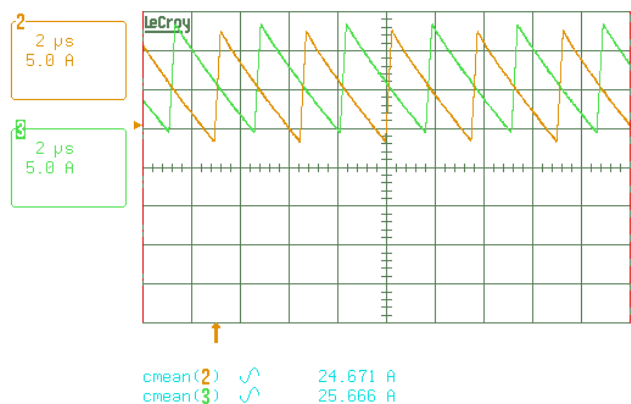 2
2 µs
5.0 A
LeCroy
3
2 µs
5.0 A
cmean(2) 24.671 A
cmean(3) 25.666 A